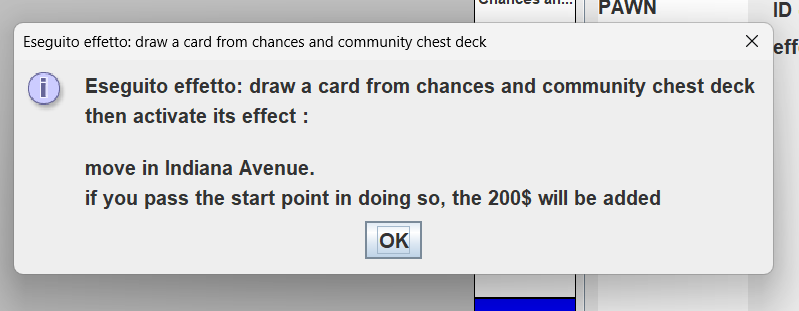 Chances an...
PAWN
ID
Eseguito effetto: draw a card from chances and community chest deck
eff
Eseguito effetto: draw a card from chances and community chest deck
then activate its effect :
move in Indiana Avenue.
if you pass the start point in doing so, the 200$ will be added
OK